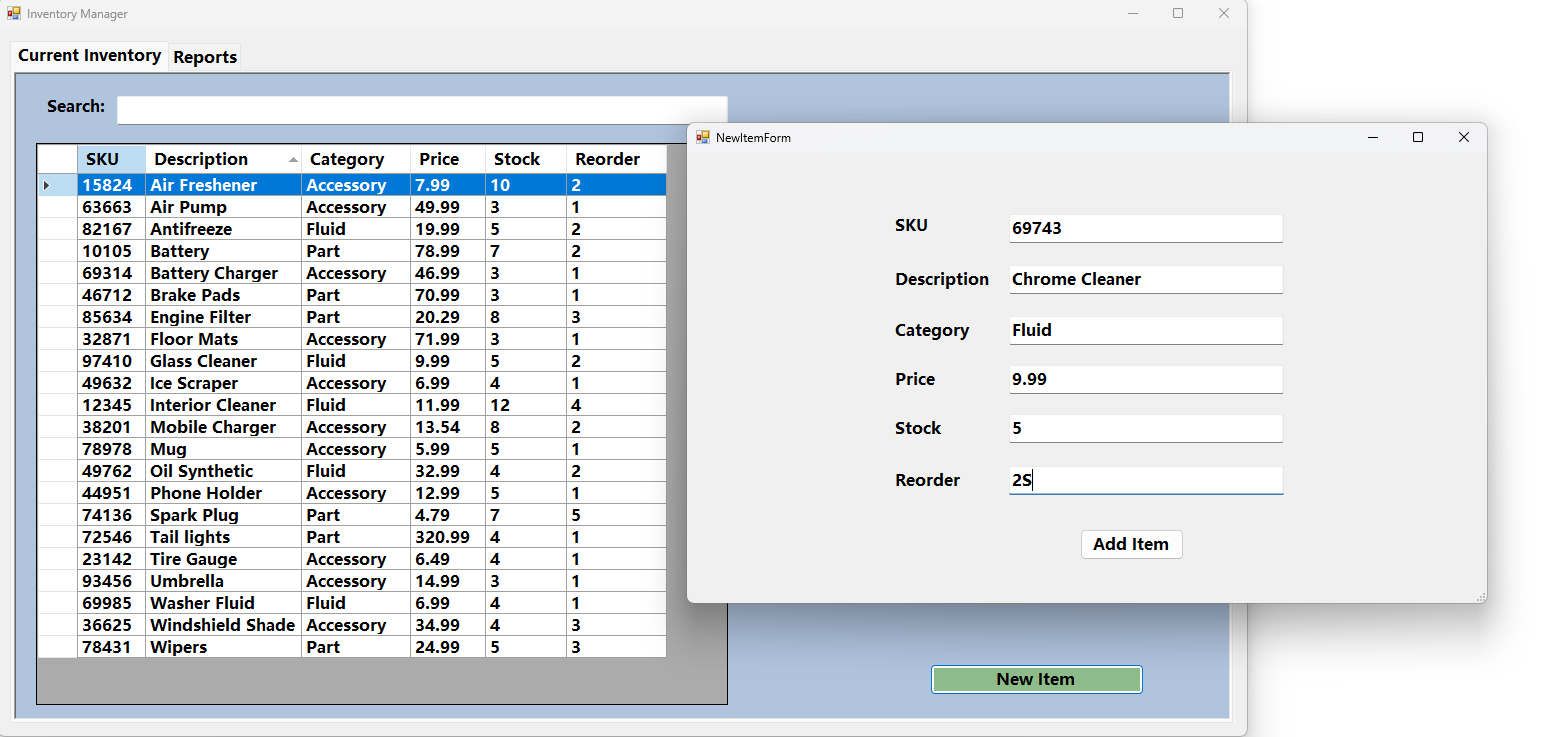 Inventory Manager
Current Inventory Reports
Search:
SKU Description Category Price Stock Reorder
15824 Air Freshener Accessory 7.99 10 2
63663 Air Pump Accessory 49.99 3 1
82167 Antifreeze Fluid 19.99 5 2
10105 Battery Part 78.99 7 2
69314 Battery Charger Accessory 46.99 3 1
46712 Brake Pads Part 70.99 3 1
85634 Engine Filter Part 20.29 8 3
32871 Floor Mats Accessory 71.99 3 1
97410 Glass Cleaner Fluid 9.99 5 2
49632 Ice Scraper Accessory 6.99 4 1
12345 Interior Cleaner Fluid 11.99 12 4
38201 Mobile Charger Accessory 13.54 8 2
78978 Mug Accessory 5.99 5 1
49762 Oil Synthetic Fluid 32.99 4 2
44951 Phone Holder Accessory 12.99 5 1
74136 Spark Plug Part 4.79 7 5
72546 Tail lights Part 320.99 4 1
23142 Tire Gauge Accessory 6.49 4 1
93456 Umbrella Accessory 14.99 3 1
69985 Washer Fluid Fluid 6.99 4 1
36625 Windshield Shade Accessory 34.99 4 3
78431 Wipers Part 24.99 5 3
New Item
NewItemForm
SKU 69743
Description Chrome Cleaner
Category Fluid
Price 9.99
Stock 5
Reorder 2S
Add Item